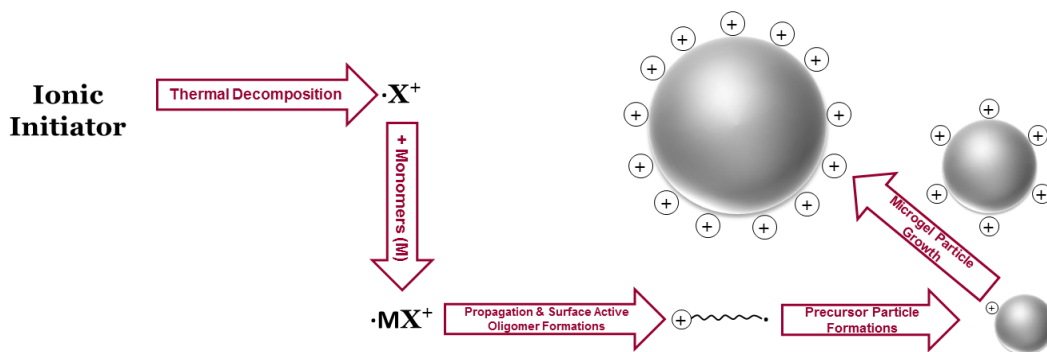 Ionic
Initiator
Thermal Decomposition
·X⁺
+ Monomers (M)
·MX⁺
Propagation & Surface Active
Oligomer Formations
+
Precursor Particle
Formations
+
Microgel Particle
Growth
+ + + + + + + + + + + + + +
+ + + + + +